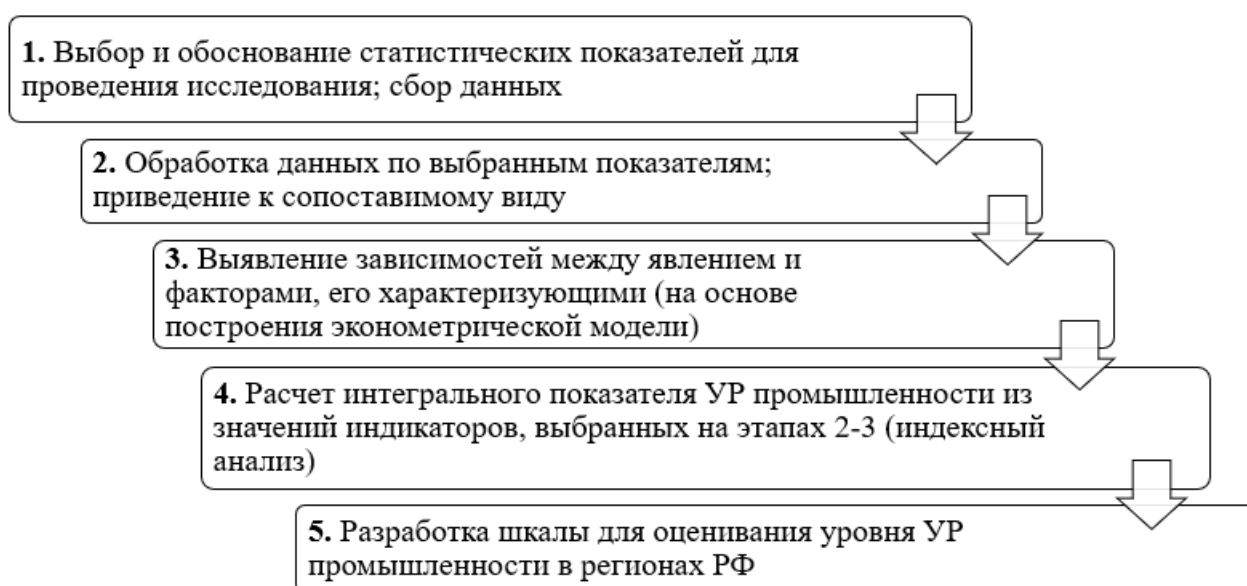 1. Выбор и обоснование статистических показателей для
проведения исследования; сбор данных
2. Обработка данных по выбранным показателям;
приведение к сопоставимому виду
3. Выявление зависимостей между явлением и
факторами, его характеризующими (на основе
построения эконометрической модели)
4. Расчет интегрального показателя УР промышленности из
значений индикаторов, выбранных на этапах 2-3 (индексный
анализ)
5. Разработка шкалы для оценивания уровня УР
промышленности в регионах РФ